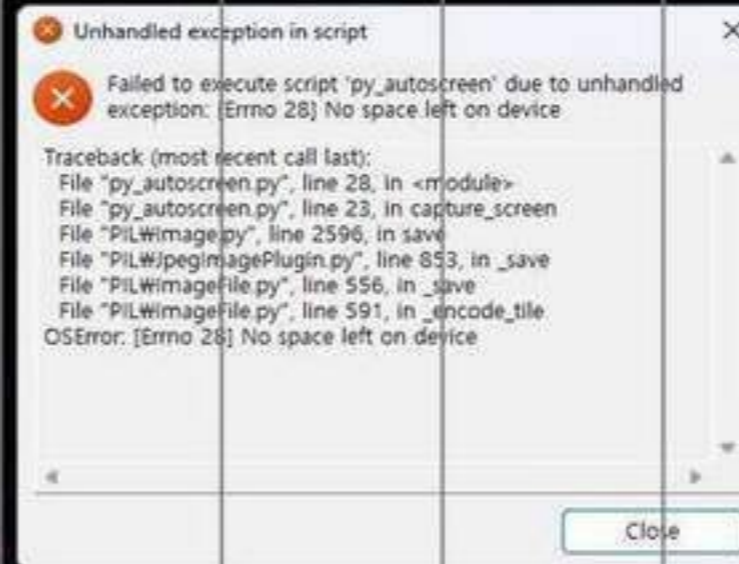 Unhandled exception in script
Failed to execute script 'py_autoscreen' due to unhandled
exception: [Errno 28] No space left on device
Traceback (most recent call last):
File "py_autoscreen.py", line 28, in <module>
File "py_autoscreen.py", line 23, in capture_screen
File "PIL₩Image.py", line 2596, in save
File "PIL₩JpegImagePlugin.py", line 853, in _save
File "PIL₩ImageFile.py", line 556, in _save
File "PIL₩ImageFile.py", line 591, in _encode_tile
OSError: [Errno 28] No space left on device
Close